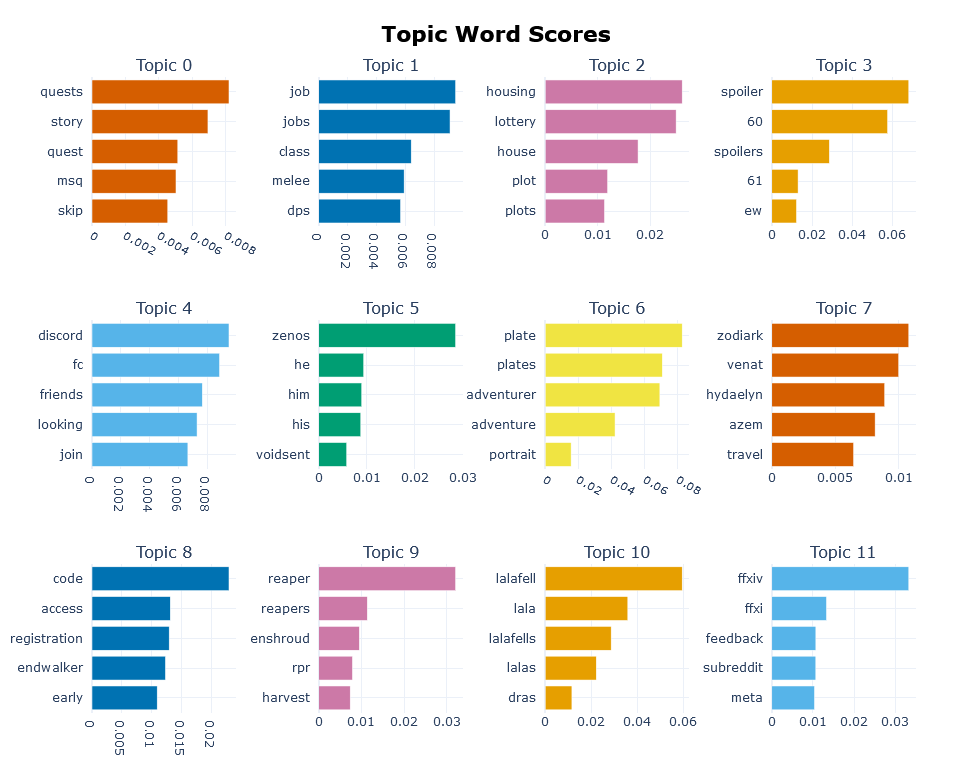 Topic Word Scores
Topic 0
quests
story
quest
msq
skip
0 0.002 0.004 0.006 0.008
Topic 1
job
jobs
class
melee
dps
0 0.002 0.004 0.006 0.008
Topic 2
housing
lottery
house
plot
plots
0 0.01 0.02
Topic 3
spoiler
60
spoilers
61
ew
0 0.02 0.04 0.06
Topic 4
discord
fc
friends
looking
join
0 0.002 0.004 0.006 0.008
Topic 5
zenos
he
him
his
voidsent
0 0.01 0.02 0.03
Topic 6
plate
plates
adventurer
adventure
portrait
0 0.02 0.04 0.06 0.08
Topic 7
zodiark
venat
hydaelyn
azem
travel
0 0.005 0.01
Topic 8
code
access
registration
endwalker
early
0 0.005 0.01 0.015 0.02
Topic 9
reaper
reapers
enshroud
rpr
harvest
0 0.01 0.02 0.03
Topic 10
lalafell
lala
lalafells
lalas
dras
0 0.02 0.04 0.06
Topic 11
ffxiv
ffxi
feedback
subreddit
meta
0 0.01 0.02 0.03